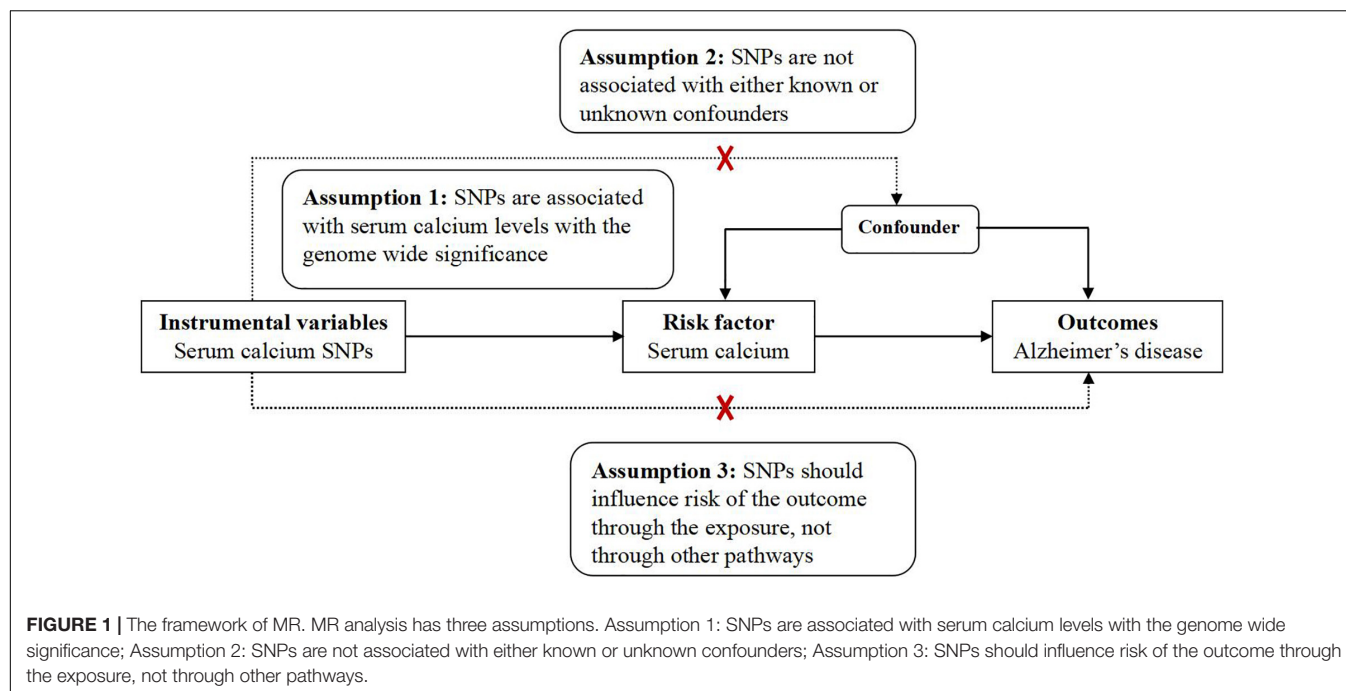 Assumption 2: SNPs are not
associated with either known or
unknown confounders
Assumption 1: SNPs are associated
with serum calcium levels with the
genome wide significance
Confounder
Instrumental variables
Serum calcium SNPs
Risk factor
Serum calcium
Outcomes
Alzheimer's disease
Assumption 3: SNPs should
influence risk of the outcome
through the exposure, not
through other pathways
FIGURE 1 | The framework of MR. MR analysis has three assumptions. Assumption 1: SNPs are associated with serum calcium levels with the genome wide
significance; Assumption 2: SNPs are not associated with either known or unknown confounders; Assumption 3: SNPs should influence risk of the outcome through
the exposure, not through other pathways.